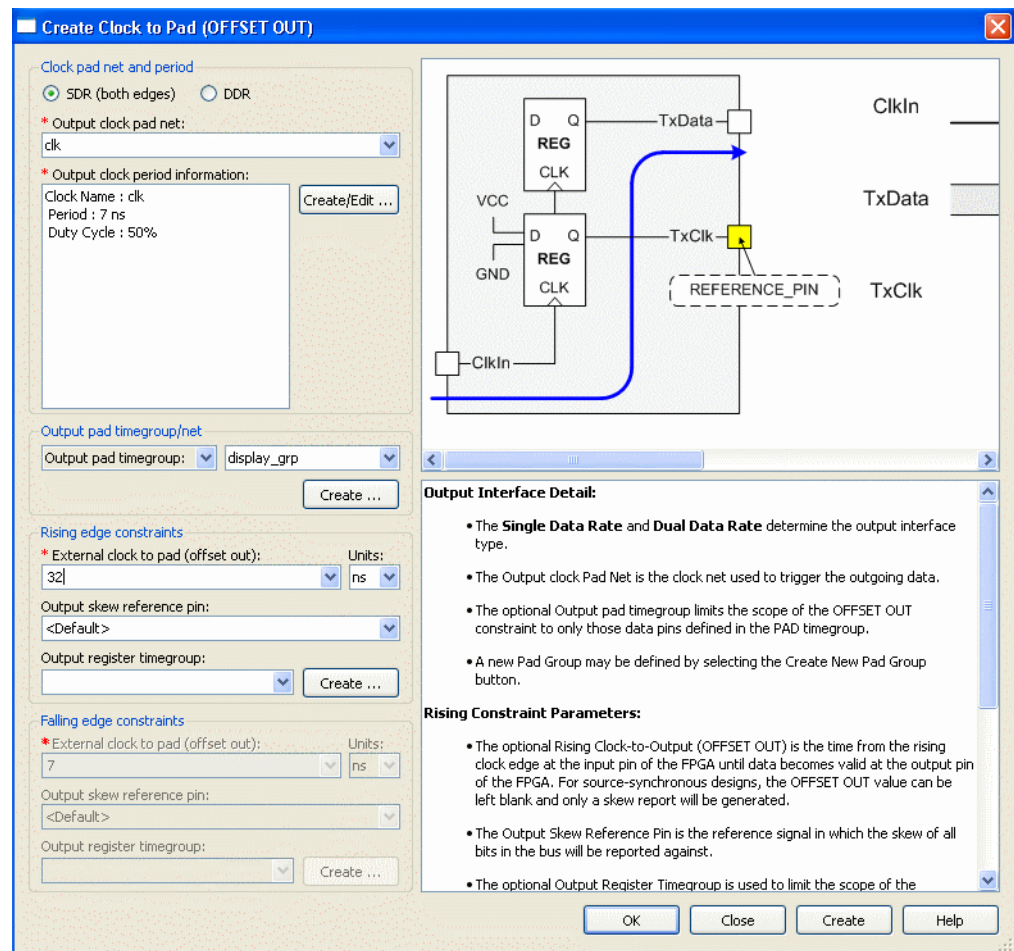 Create Clock to Pad (OFFSET OUT)
Clock pad net and period
SDR (both edges)
DDR
* Output clock pad net:
clk
* Output clock period information:
Clock Name : clk
Period : 7 ns
Duty Cycle : 50%
Create/Edit ...
Output pad timegroup/net
Output pad timegroup:
display_grp
Create ...
Rising edge constraints
* External clock to pad (offset out):
Units:
32
ns
Output skew reference pin:
<Default>
Output register timegroup:
Create ...
Falling edge constraints
* External clock to pad (offset out):
Units:
7
ns
Output skew reference pin:
<Default>
Output register timegroup:
Create ...
D Q
REG
CLK
TxData
VCC
GND
D Q
REG
CLK
TxClk
REFERENCE_PIN
ClkIn
ClkIn
TxData
TxClk
Output Interface Detail:
• The Single Data Rate and Dual Data Rate determine the output interface
type.
• The Output clock Pad Net is the clock net used to trigger the outgoing data.
• The optional Output pad timegroup limits the scope of the OFFSET OUT
constraint to only those data pins defined in the PAD timegroup.
• A new Pad Group may be defined by selecting the Create New Pad Group
button.
Rising Constraint Parameters:
• The optional Rising Clock-to-Output (OFFSET OUT) is the time from the rising
clock edge at the input pin of the FPGA until data becomes valid at the output pin
of the FPGA. For source-synchronous designs, the OFFSET OUT value can be
left blank and only a skew report will be generated.
• The Output Skew Reference Pin is the reference signal in which the skew of all
bits in the bus will be reported against.
• The optional Output Register Timegroup is used to limit the scope of the
OK
Close
Create
Help